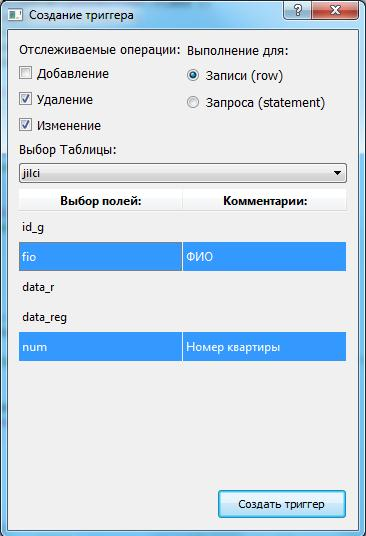 Создание триггера
Отслеживаемые операции:
Выполнение для:
Добавление
Записи (row)
Удаление
Запроса (statement)
Изменение
Выбор Таблицы:
jilci
Выбор полей: Комментарии:
id_g
fio ФИО
data_r
data_reg
num Номер квартиры
Создать триггер